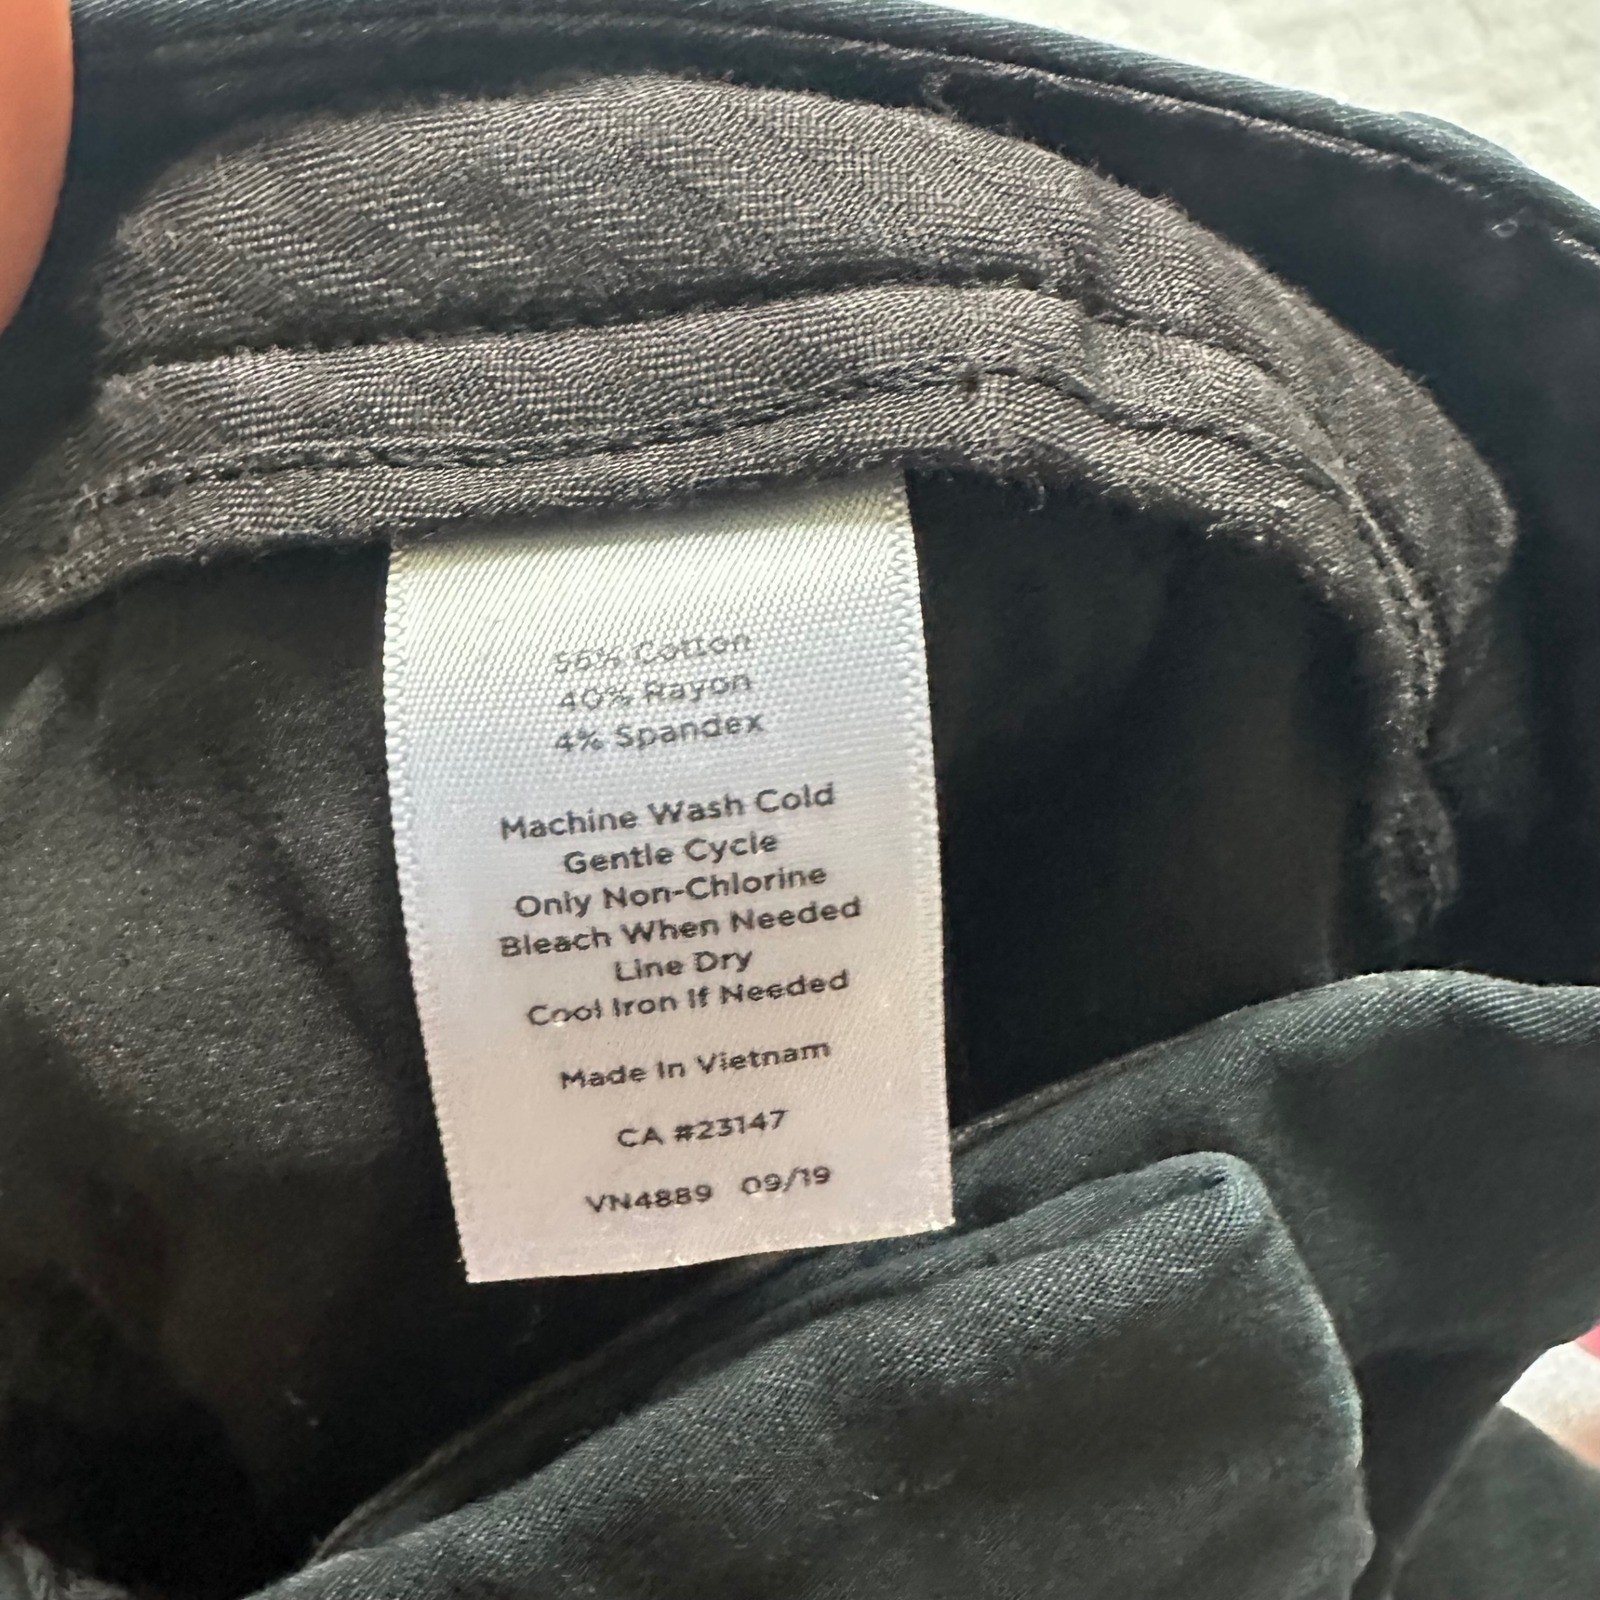 56% Cotton
40% Rayon
4% Spandex
Machine Wash Cold
Gentle Cycle
Only Non-Chlorine
Bleach When Needed
Line Dry
Cool Iron If Needed
Made In Vietnam
CA #23147
VN4889 09/19